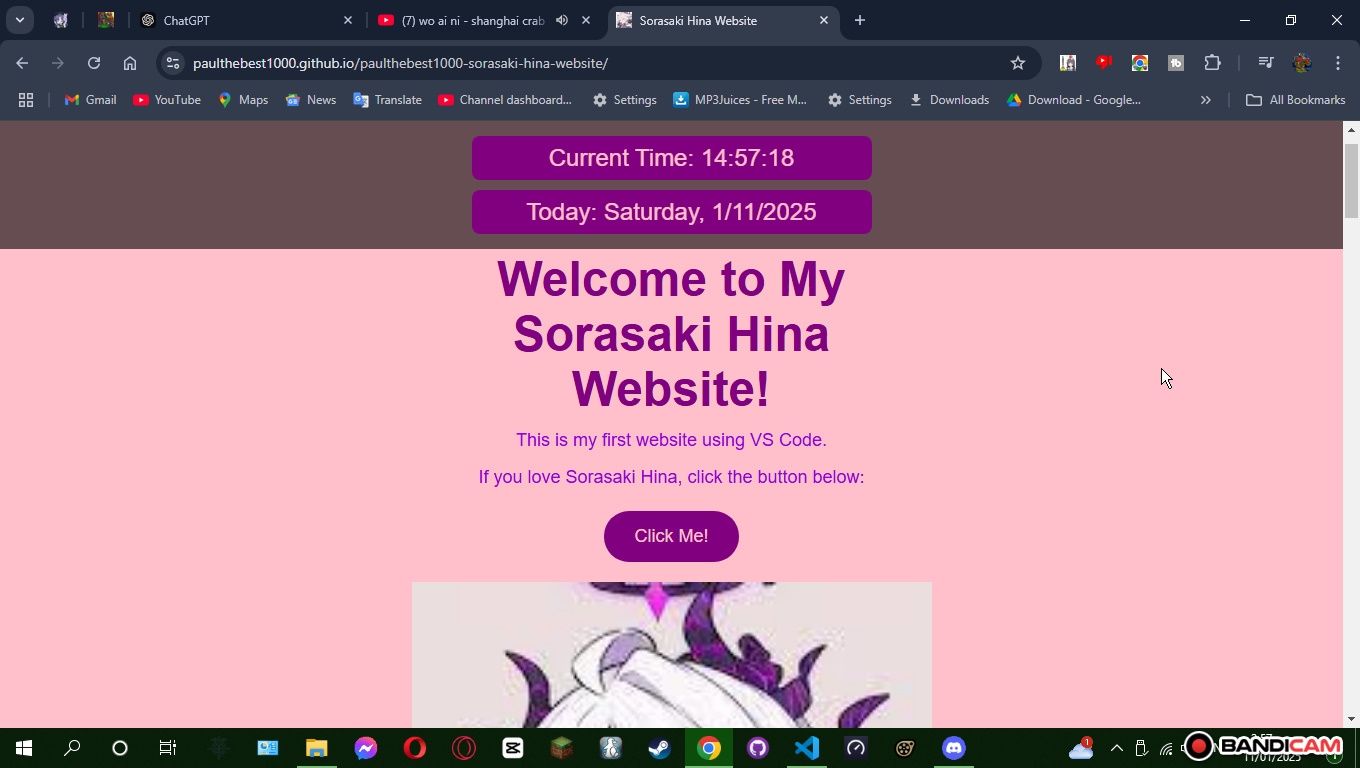 ChatGPT
(7) wo ai ni - shanghai crab
Sorasaki Hina Website
paulthebest1000.github.io/paulthebest1000-sorasaki-hina-website/
Gmail
YouTube
Maps
News
Translate
Channel dashboard...
Settings
MP3Juices - Free M...
Settings
Downloads
Download - Google...
All Bookmarks
Current Time: 14:57:18
Today: Saturday, 1/11/2025
Welcome to My
Sorasaki Hina
Website!
This is my first website using VS Code.
If you love Sorasaki Hina, click the button below:
Click Me!
1
BANDICAM
11/01/2025